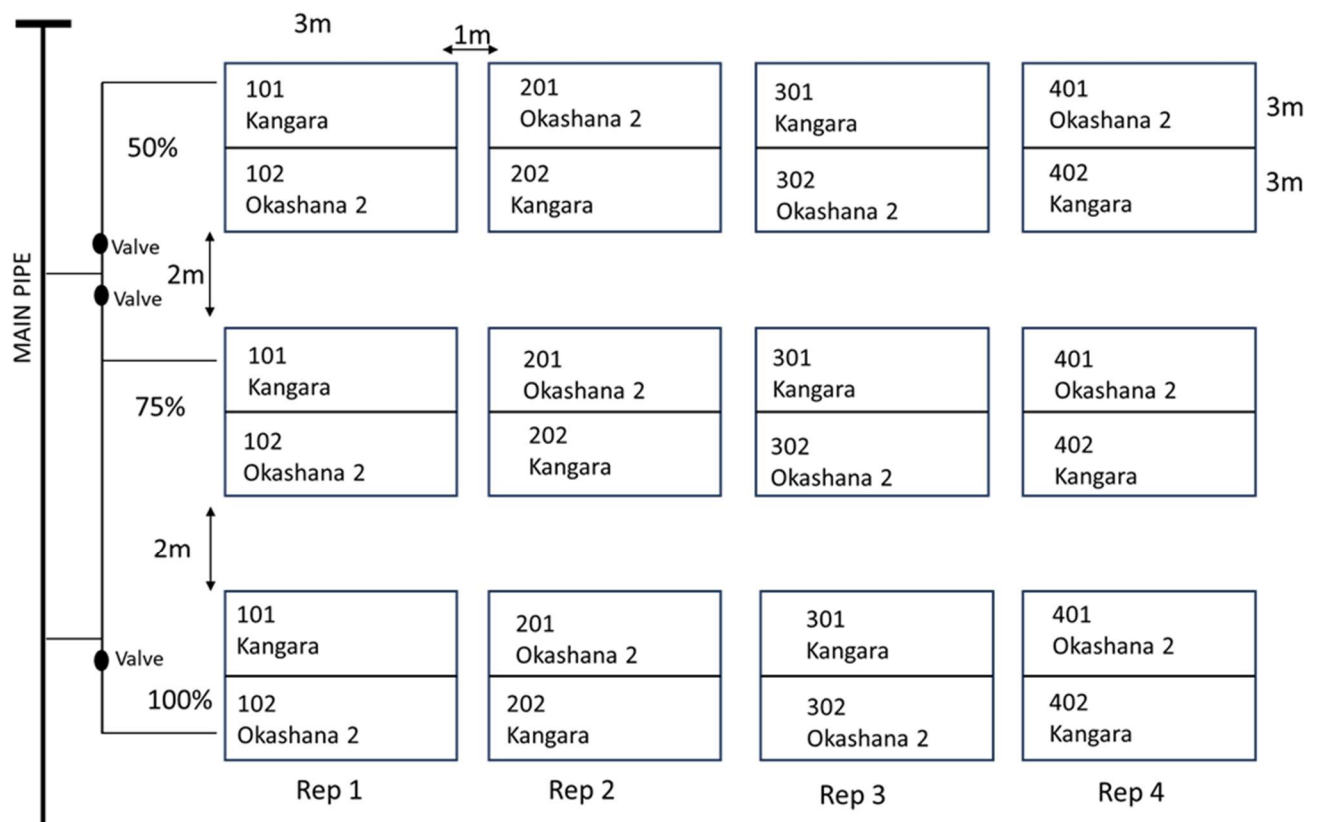 3m
1m
101
Kangara
201
Okashana 2
301
Kangara
401
Okashana 2
3m
50%
102
Okashana 2
202
Kangara
302
Okashana 2
402
Kangara
3m
Valve
2m
Valve
MAIN PIPE
101
Kangara
201
Okashana 2
301
Kangara
401
Okashana 2
75%
102
Okashana 2
202
Kangara
302
Okashana 2
402
Kangara
2m
101
Kangara
201
Okashana 2
301
Kangara
401
Okashana 2
Valve
100%
102
Okashana 2
202
Kangara
302
Okashana 2
402
Kangara
Rep 1
Rep 2
Rep 3
Rep 4